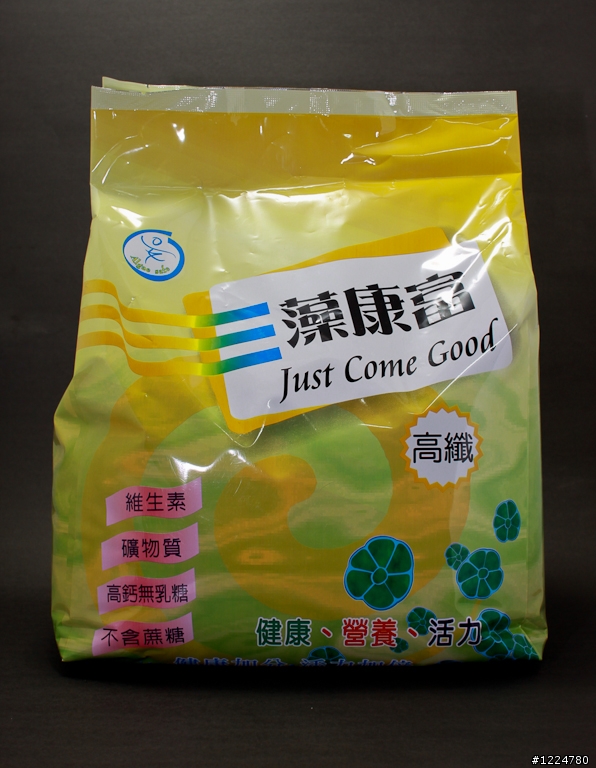 藻康富
Just Come Good
高纖
維生素
礦物質
高鈣無乳糖
不含蔗糖
健康、營養、活力
#1224780